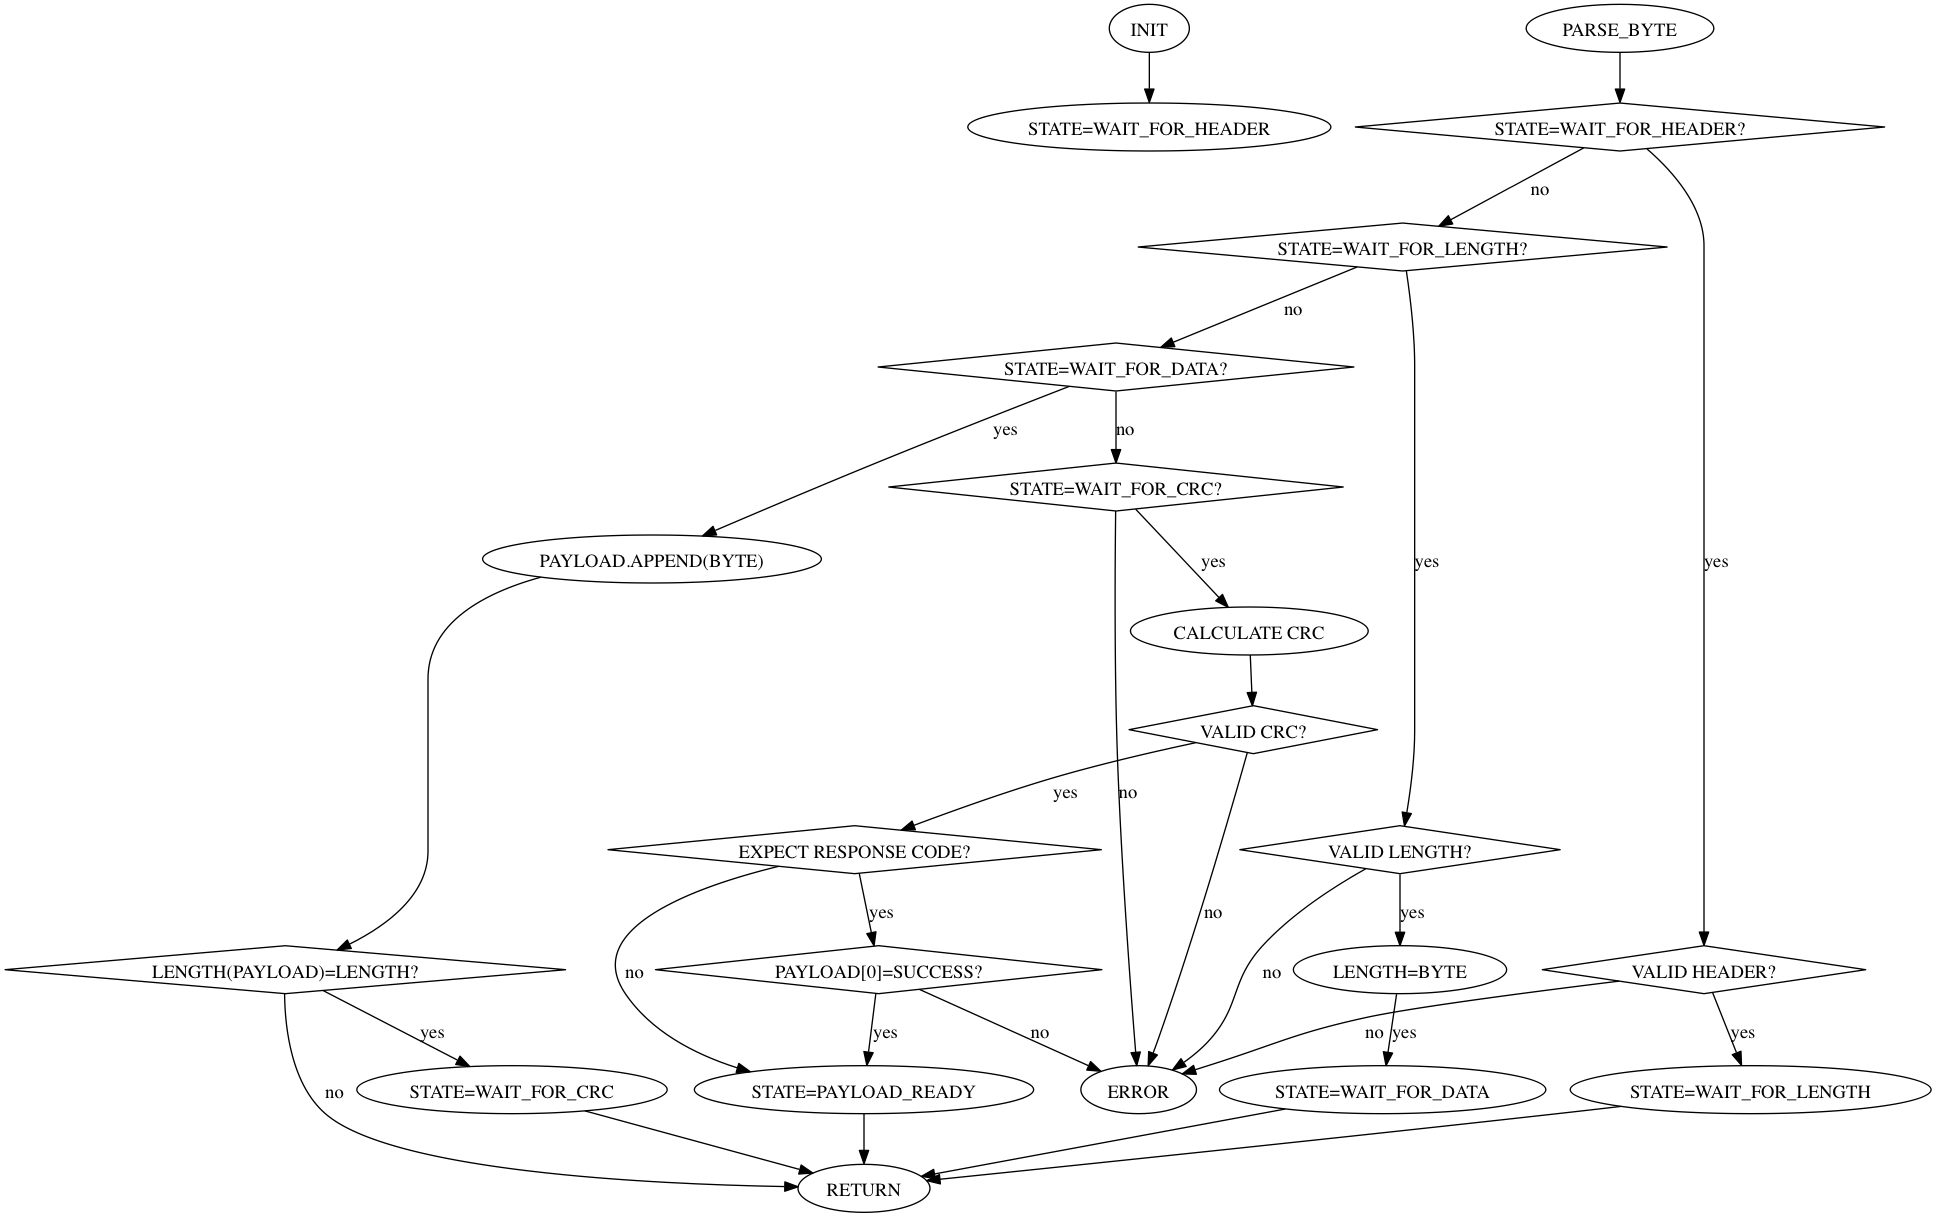 INIT
PARSE_BYTE
STATE=WAIT_FOR_HEADER
STATE=WAIT_FOR_HEADER?
no
STATE=WAIT_FOR_LENGTH?
no
STATE=WAIT_FOR_DATA?
yes
no
STATE=WAIT_FOR_CRC?
PAYLOAD.APPEND(BYTE)
yes
yes
yes
CALCULATE CRC
VALID CRC?
yes
no
EXPECT RESPONSE CODE?
VALID LENGTH?
yes
no
yes
LENGTH(PAYLOAD)=LENGTH?
no
PAYLOAD[0]=SUCCESS?
no
LENGTH=BYTE
VALID HEADER?
yes
yes
no
no
yes
yes
no
STATE=WAIT_FOR_CRC
STATE=PAYLOAD_READY
ERROR
STATE=WAIT_FOR_DATA
STATE=WAIT_FOR_LENGTH
RETURN